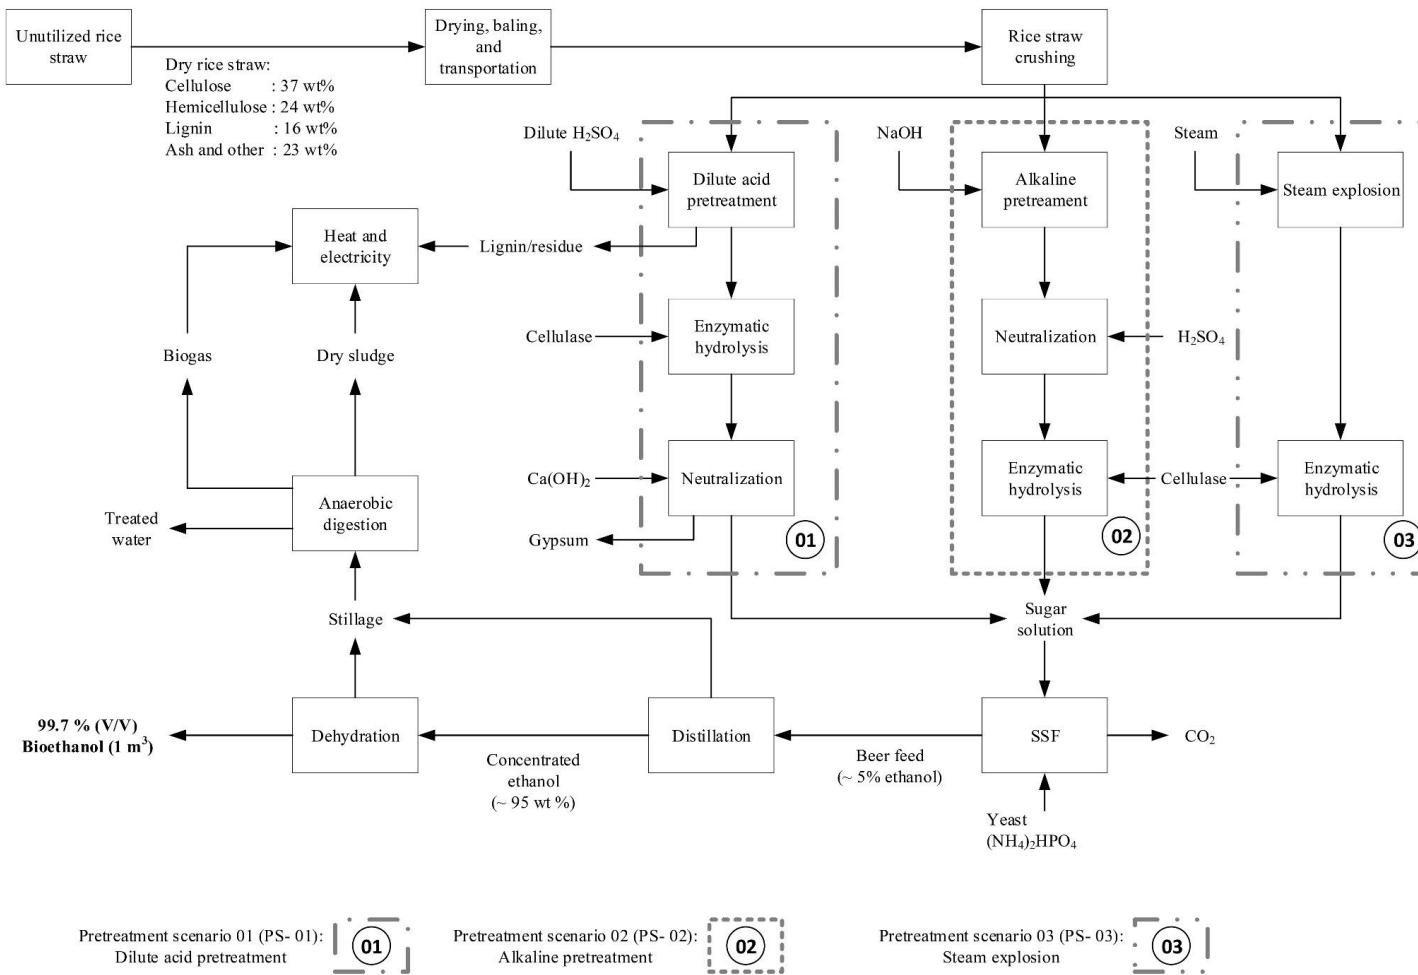 Unutilized rice
straw
Drying, baling,
and
transportation
Rice straw
crushing
Dry rice straw:
Cellulose : 37 wt%
Hemicellulose : 24 wt%
Lignin : 16 wt%
Ash and other : 23 wt%
Dilute H₂SO₄
NaOH
Steam
Dilute acid
pretreatment
Alkaline
pretreament
Steam explosion
Heat and
electricity
Lignin/residue
Cellulase
Enzymatic
hydrolysis
Neutralization
H₂SO₄
Biogas
Dry sludge
Ca(OH)₂
Neutralization
Enzymatic
hydrolysis
Cellulase
Enzymatic
hydrolysis
Anaerobic
digestion
Treated
water
Gypsum
01
02
03
Stillage
Sugar
solution
99.7 % (V/V)
Bioethanol (1 m³)
Dehydration
Distillation
SSF
CO₂
Concentrated
ethanol
(~ 95 wt %)
Beer feed
(~ 5% ethanol)
Yeast
(NH₄)₂HPO₄
Pretreatment scenario 01 (PS- 01):
Dilute acid pretreatment
01
Pretreatment scenario 02 (PS- 02):
Alkaline pretreatment
02
Pretreatment scenario 03 (PS- 03):
Steam explosion
03